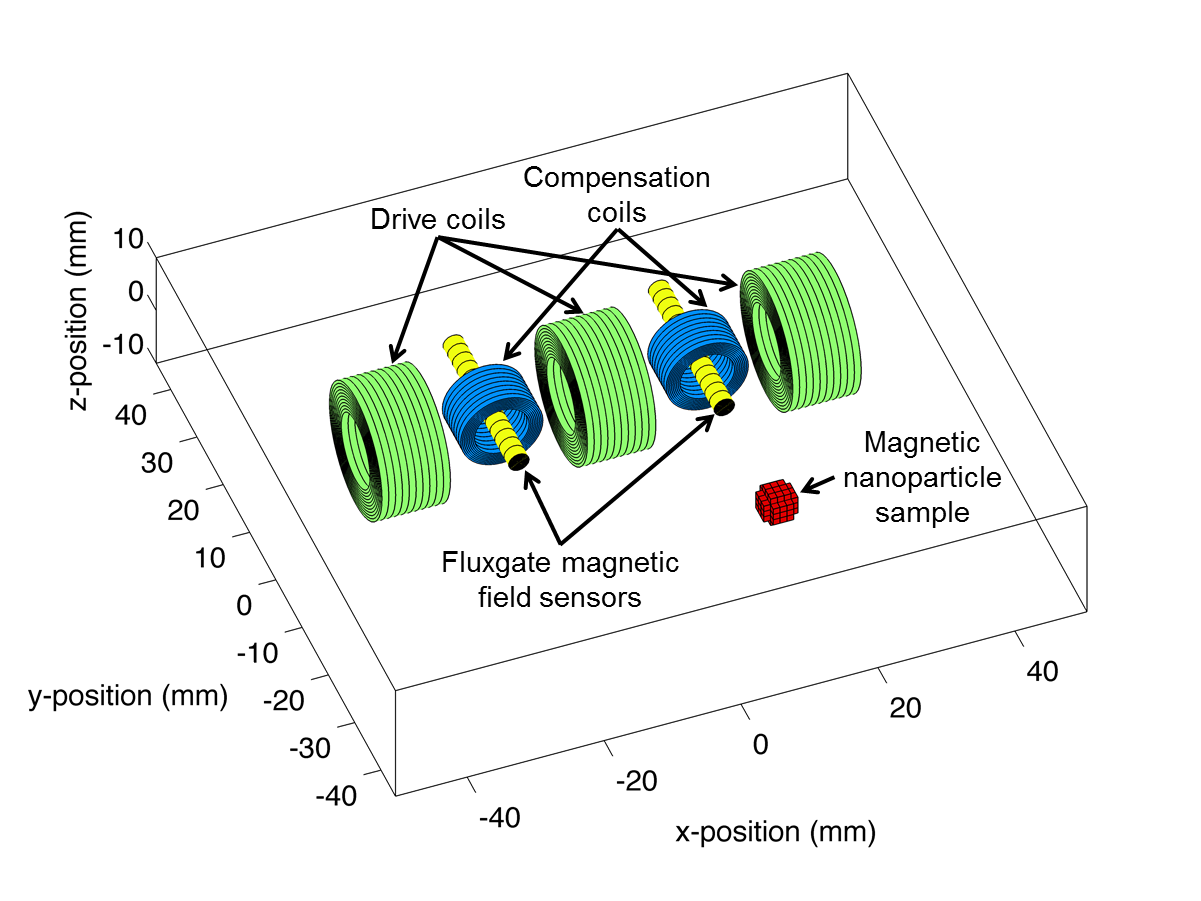 Compensation
coils
Drive coils
10
0
-10
z-position (mm)
40
30
20
10
0
-10
-20
-30
-40
y-position (mm)
Magnetic
nanoparticle
sample
Fluxgate magnetic
field sensors
-40
-20
0
20
40
x-position (mm)